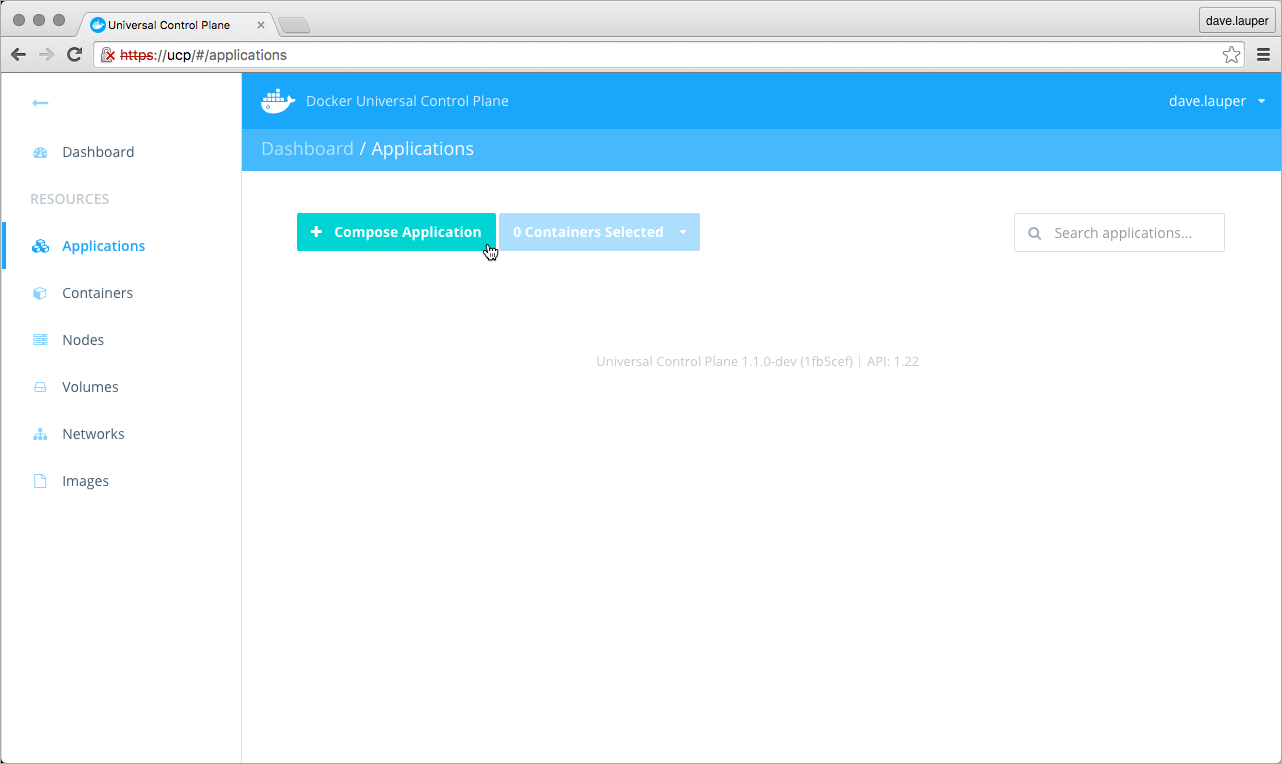 Universal Control Plane
dave.lauper
https://ucp/#/applications
Docker Universal Control Plane
dave.lauper
Dashboard / Applications
Dashboard
RESOURCES
Applications
Containers
Nodes
Volumes
Networks
Images
+ Compose Application
0 Containers Selected
Search applications...
Universal Control Plane 1.1.0-dev (1fb5cef) | API: 1.22